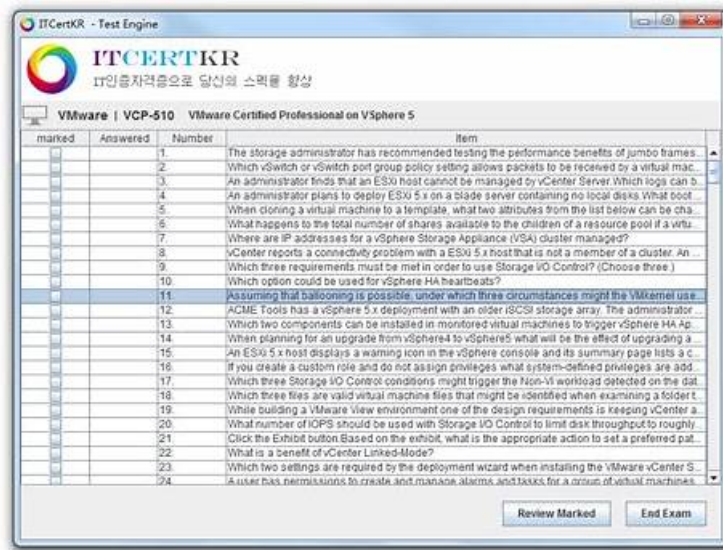 ITCertKR - Test Engine
ITCERTKR
IT인증자격증으로 당신의 스펙을 향상
VMware | VCP-510 VMware Certified Professional on VSphere 5
marked Answered Number Item
1. The storage administrator has recommended testing the performance benefits of jumbo frames...
2. Which vSwitch or vSwitch port group policy setting allows packets to be received by a virtual mac...
3. An administrator finds that an ESXi host cannot be managed by vCenter Server.Which logs can b...
4. An administrator plans to deploy ESXi 5.x on a blade server containing no local disks.What boot ...
5. When cloning a virtual machine to a template, what two attributes from the list below can be cha...
6. What happens to the total number of shares available to the children of a resource pool if a virtu...
7. Where are IP addresses for a vSphere Storage Appliance (VSA) cluster managed?
8. vCenter reports a connectivity problem with a ESXi 5.x host that is not a member of a cluster. An ...
9. Which three requirements must be met in order to use Storage I/O Control? (Choose three.)
10. Which option could be used for vSphere HA heartbeats?
11. Assuming that ballooning is possible, under which three circumstances might the VMkernel use...
12. ACME Tools has a vSphere 5.x deployment with an older iSCSI storage array. The administrator ...
13. Which two components can be installed in monitored virtual machines to trigger vSphere HA Ap...
14. When planning for an upgrade from vSphere4 to vSphere5 what will be the effect of upgrading a ...
15. An ESXi 5.x host displays a warning icon in the vSphere console and its summary page lists a c...
16. If you create a custom role and do not assign privileges what system-defined privileges are add...
17. Which three Storage I/O Control conditions might trigger the Non-VI workload detected on the dat...
18. Which three files are valid virtual machine files that might be identified when examining a folder t...
19. While building a VMware View environment one of the design requirements is keeping vCenter a...
20. What number of IOPS should be used with Storage I/O Control to limit disk throughput to roughly...
21. Click the Exhibit button.Based on the exhibit, what is the appropriate action to set a preferred pat...
22. What is a benefit of vCenter Linked-Mode?
23. Which two settings are required by the deployment wizard when installing the VMware vCenter S...
24. A user has permissions to create and manage alarms and tasks for a group of virtual machines...
Review Marked End Exam